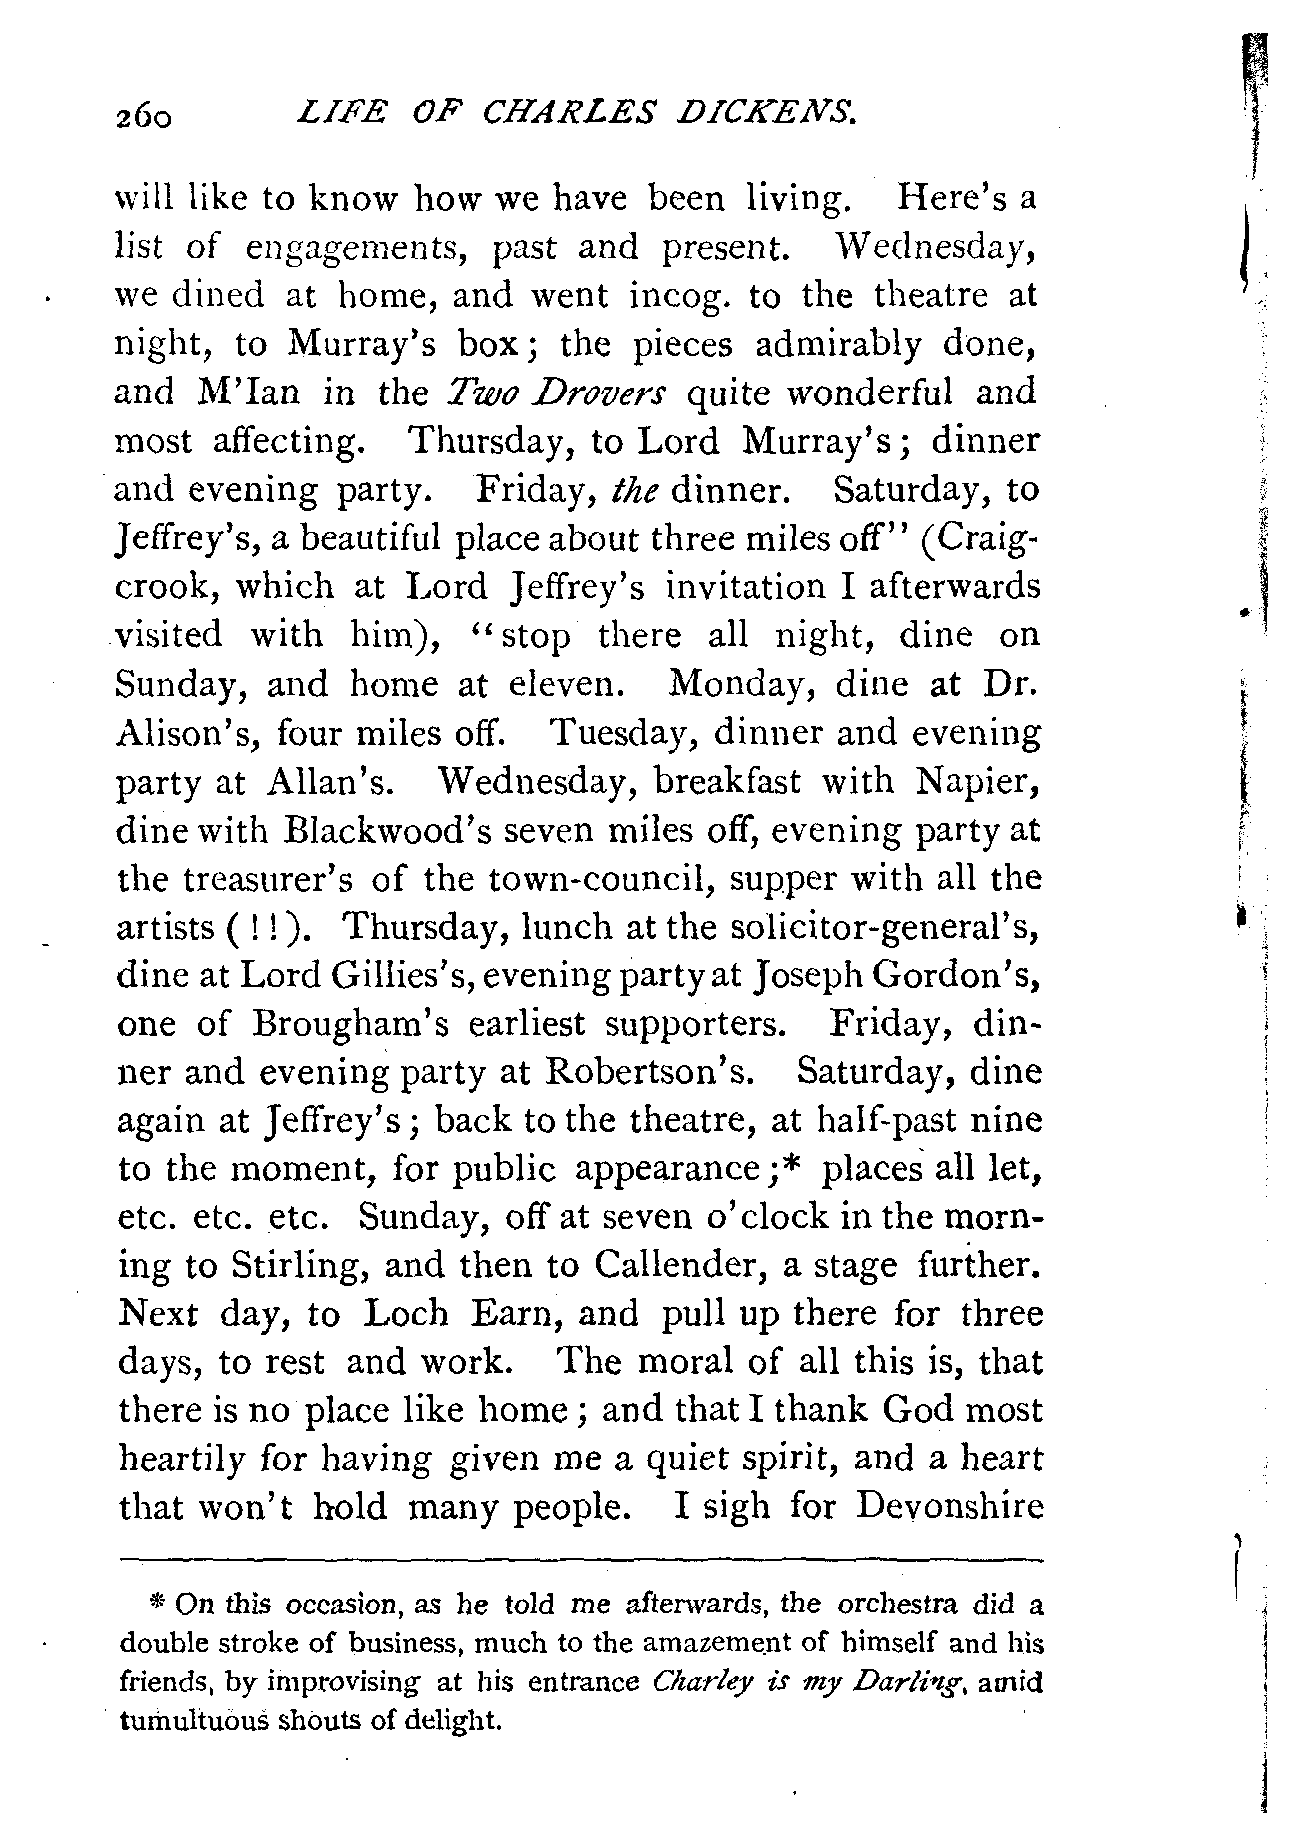 260 LIFE OF CHARLES DICKENS.
will like to know how we have been living. Here's a
list of engagements, past and present. Wednesday,
we dined at home, and went incog. to the theatre at
night, to Murray's box; the pieces admirably done,
and M'Ian in the Two Drovers quite wonderful and
most affecting. Thursday, to Lord Murray's; dinner
and evening party. Friday, the dinner. Saturday, to
Jeffrey's, a beautiful place about three miles off" (Craig-
crook, which at Lord Jeffrey's invitation I afterwards
visited with him), "stop there all night, dine on
Sunday, and home at eleven. Monday, dine at Dr.
Alison's, four miles off. Tuesday, dinner and evening
party at Allan's. Wednesday, breakfast with Napier,
dine with Blackwood's seven miles off, evening party at
the treasurer's of the town-council, supper with all the
artists (!!). Thursday, lunch at the solicitor-general's,
dine at Lord Gillies's, evening party at Joseph Gordon's,
one of Brougham's earliest supporters. Friday, din-
ner and evening party at Robertson's. Saturday, dine
again at Jeffrey's; back to the theatre, at half-past nine
to the moment, for public appearance;* places all let,
etc. etc. etc. Sunday, off at seven o'clock in the morn-
ing to Stirling, and then to Callender, a stage further.
Next day, to Loch Earn, and pull up there for three
days, to rest and work. The moral of all this is, that
there is no place like home; and that I thank God most
heartily for having given me a quiet spirit, and a heart
that won't hold many people. I sigh for Devonshire
* On this occasion, as he told me afterwards, the orchestra did a
double stroke of business, much to the amazement of himself and his
friends, by improvising at his entrance Charley is my Darling, amid
tumultuous shouts of delight.